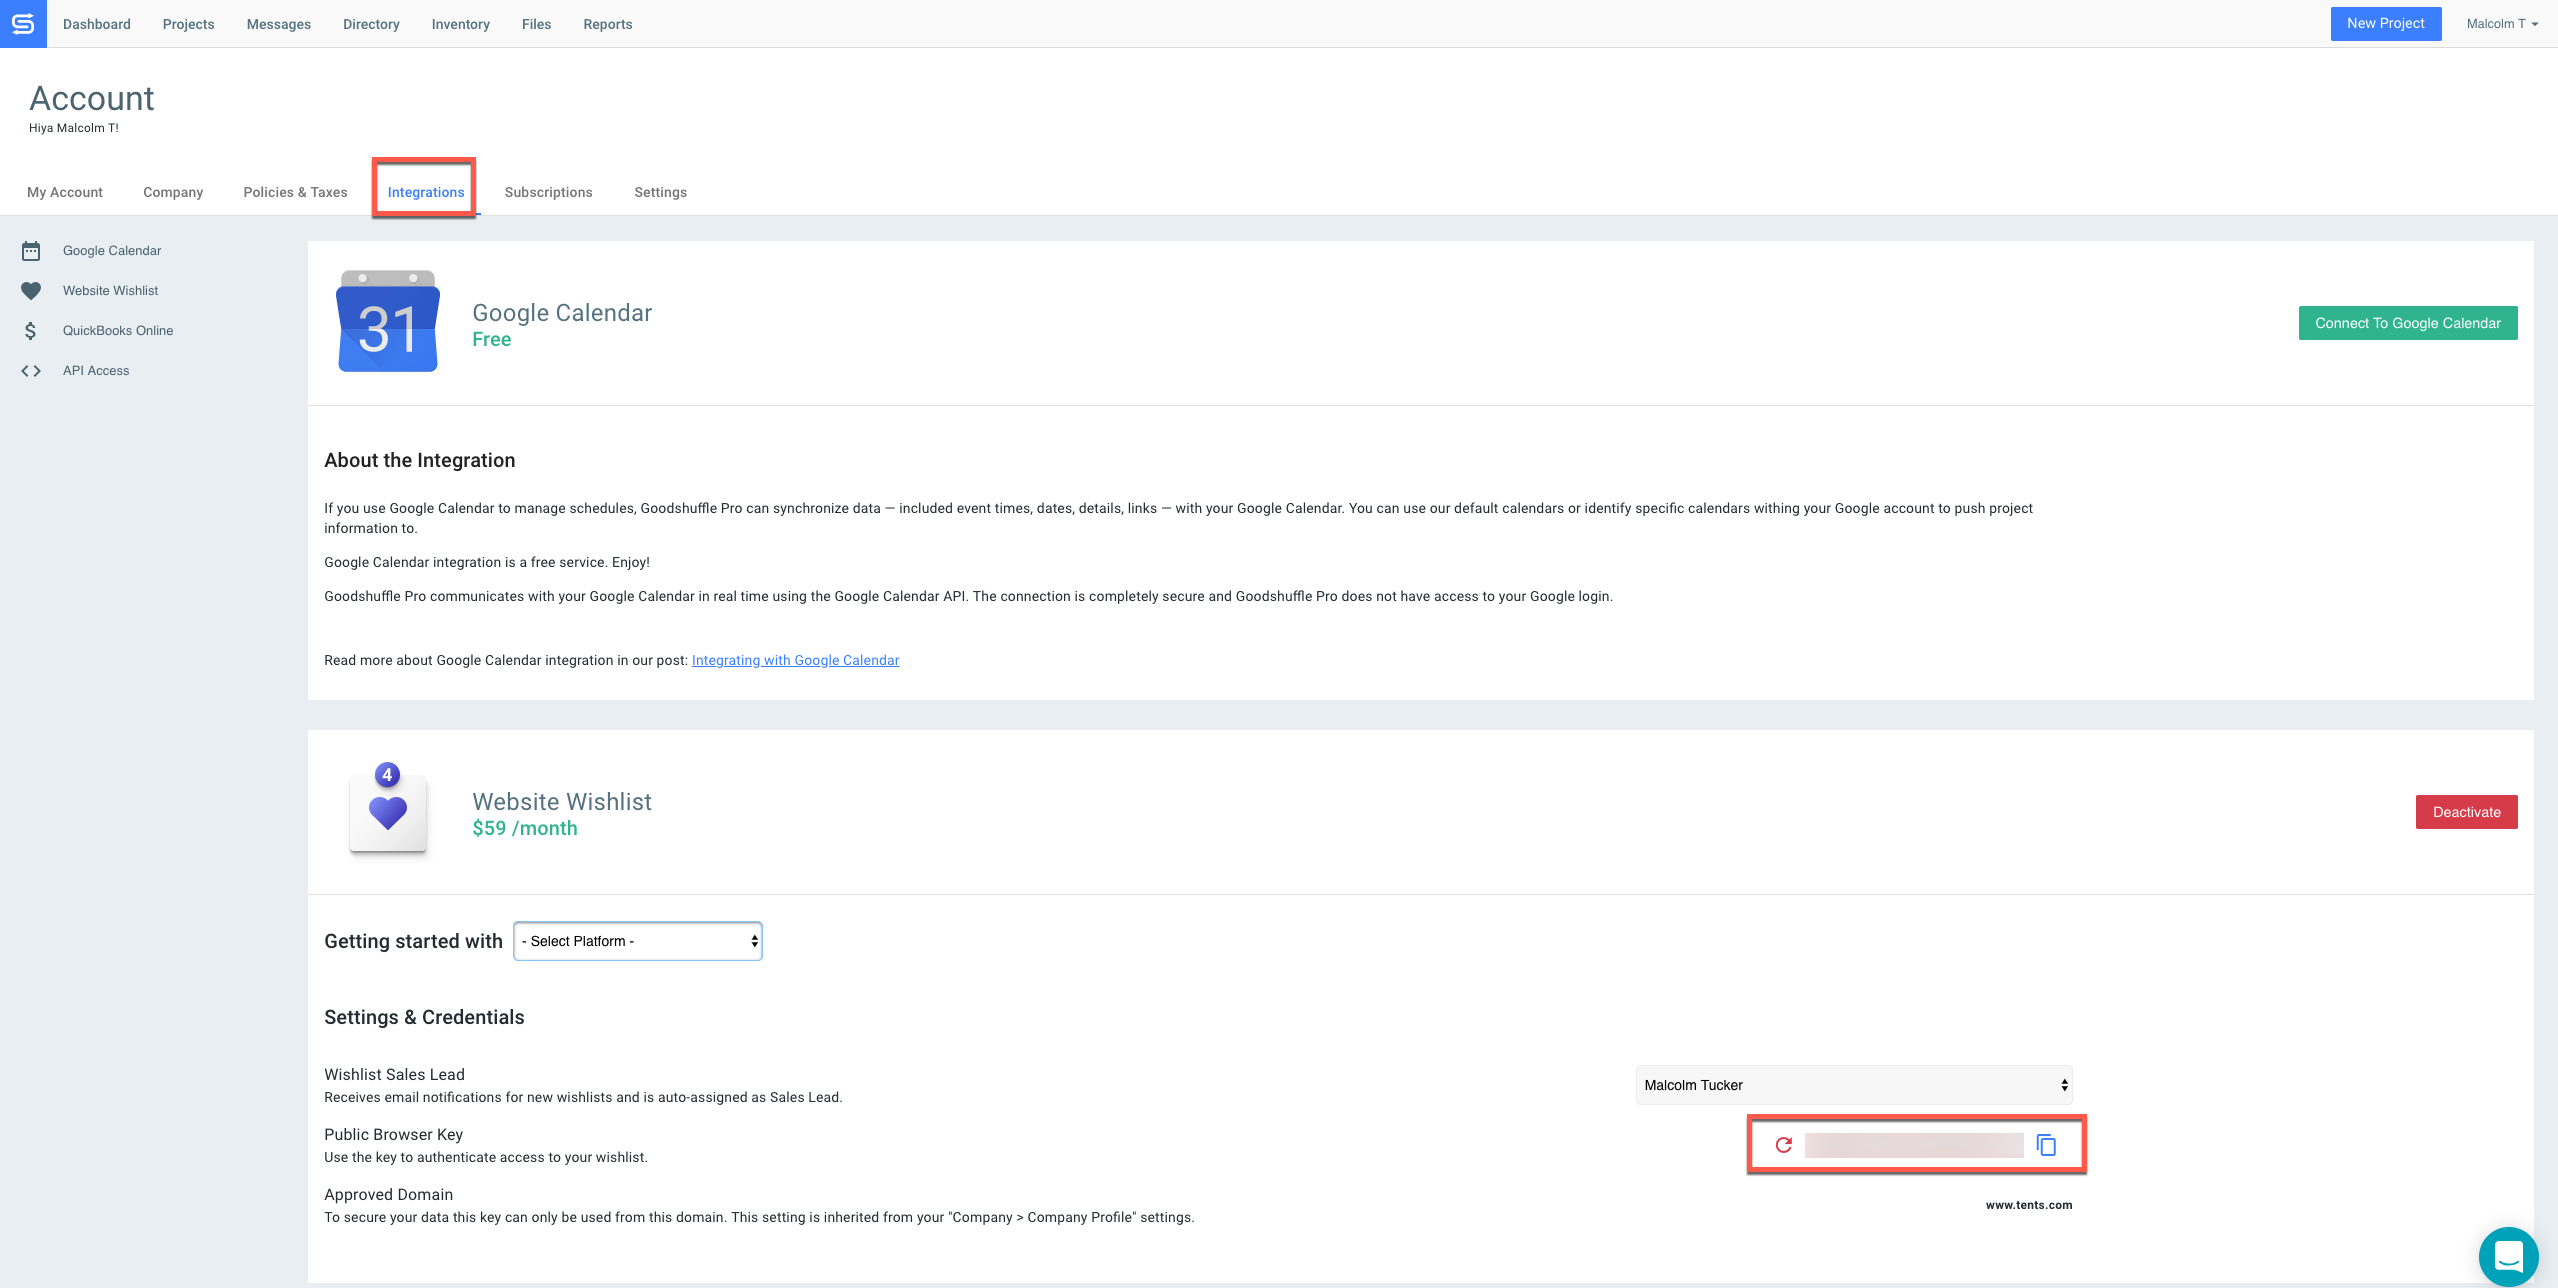 Dashboard Projects Messages Directory Inventory Files Reports New Project Malcolm T
Account
Hiya Malcolm T!
My Account Company Policies & Taxes Integrations Subscriptions Settings
Google Calendar
Website Wishlist
QuickBooks Online
API Access
31
Google Calendar
Free
Connect To Google Calendar
About the Integration
If you use Google Calendar to manage schedules, Goodshuffle Pro can synchronize data — included event times, dates, details, links — with your Google Calendar. You can use our default calendars or identify specific calendars withing your Google account to push project
information to.
Google Calendar integration is a free service. Enjoy!
Goodshuffle Pro communicates with your Google Calendar in real time using the Google Calendar API. The connection is completely secure and Goodshuffle Pro does not have access to your Google login.
Read more about Google Calendar integration in our post: Integrating with Google Calendar
4
Website Wishlist
$59 /month
Deactivate
Getting started with - Select Platform -
Settings & Credentials
Wishlist Sales Lead
Receives email notifications for new wishlists and is auto-assigned as Sales Lead.
Malcolm Tucker
Public Browser Key
Use the key to authenticate access to your wishlist.
Approved Domain
To secure your data this key can only be used from this domain. This setting is inherited from your "Company > Company Profile" settings.
www.tents.com